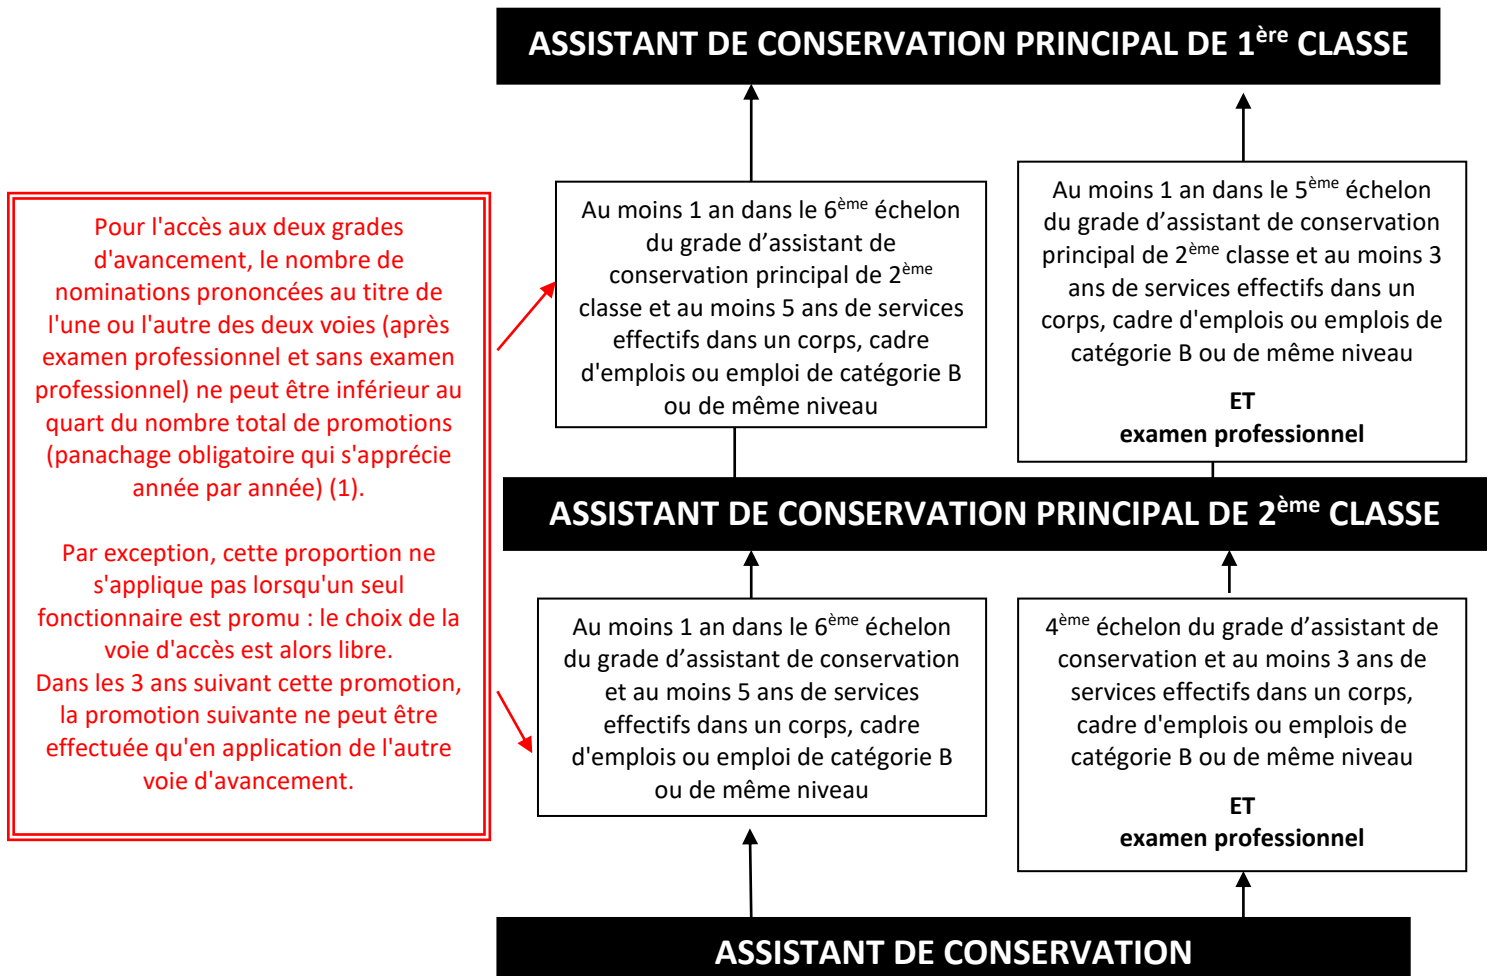 ASSISTANT DE CONSERVATION PRINCIPAL DE 1ère CLASSE
Pour l'accès aux deux grades
d'avancement, le nombre de
nominations prononcées au titre de
l'une ou l'autre des deux voies (après
examen professionnel et sans examen
professionnel) ne peut être inférieur au
quart du nombre total de promotions
(panachage obligatoire qui s'apprécie
année par année) (1).
Par exception, cette proportion ne
s'applique pas lorsqu'un seul
fonctionnaire est promu : le choix de la
voie d'accès est alors libre.
Dans les 3 ans suivant cette promotion,
la promotion suivante ne peut être
effectuée qu'en application de l'autre
voie d'avancement.
Au moins 1 an dans le 6ème échelon
du grade d’assistant de
conservation principal de 2ème
classe et au moins 5 ans de services
effectifs dans un corps, cadre
d'emplois ou emploi de catégorie B
ou de même niveau
Au moins 1 an dans le 5ème échelon
du grade d’assistant de conservation
principal de 2ème classe et au moins 3
ans de services effectifs dans un
corps, cadre d'emplois ou emplois de
catégorie B ou de même niveau
ET
examen professionnel
ASSISTANT DE CONSERVATION PRINCIPAL DE 2ème CLASSE
Au moins 1 an dans le 6ème échelon
du grade d’assistant de conservation
et au moins 5 ans de services
effectifs dans un corps, cadre
d'emplois ou emploi de catégorie B
ou de même niveau
4ème échelon du grade d’assistant de
conservation et au moins 3 ans de
services effectifs dans un corps,
cadre d'emplois ou emplois de
catégorie B ou de même niveau
ET
examen professionnel
ASSISTANT DE CONSERVATION